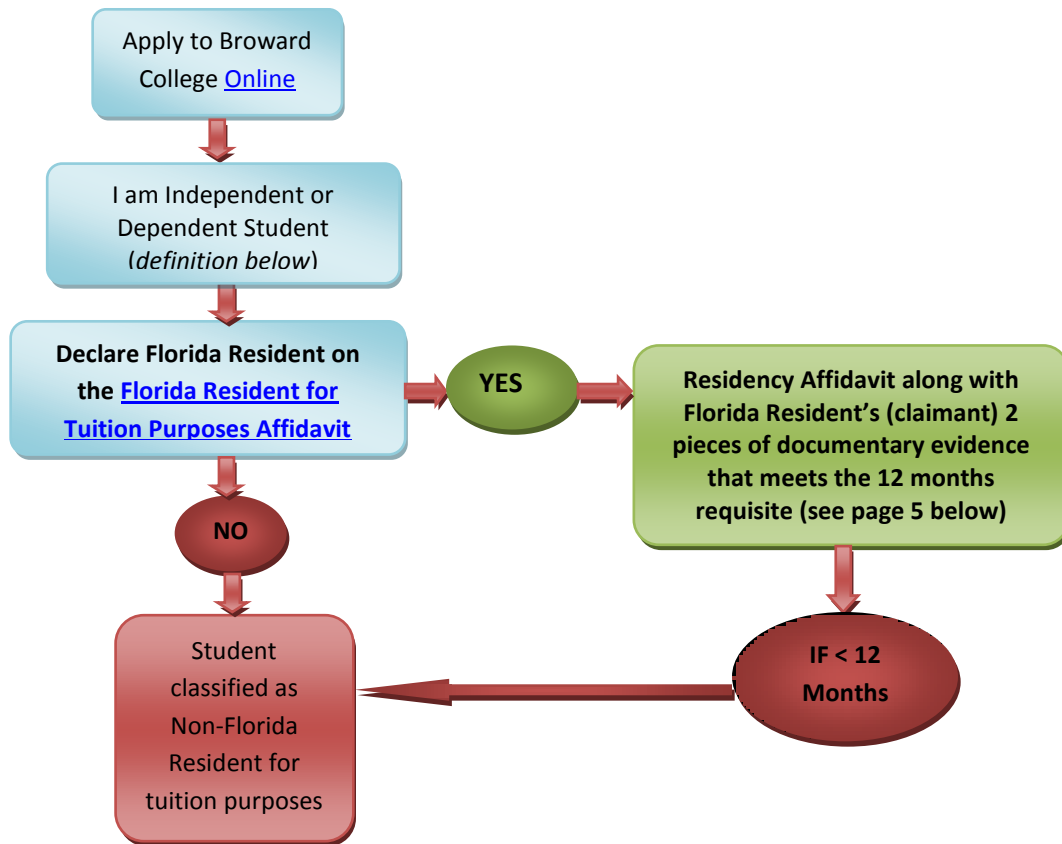 Apply to Broward
College Online
I am Independent or
Dependent Student
(definition below)
Declare Florida Resident on
the Florida Resident for
Tuition Purposes Affidavit
YES
Residency Affidavit along with
Florida Resident's (claimant) 2
pieces of documentary evidence
that meets the 12 months
requisite (see page 5 below)
NO
IF < 12
Months
Student
classified as
Non-Florida
Resident for
tuition purposes